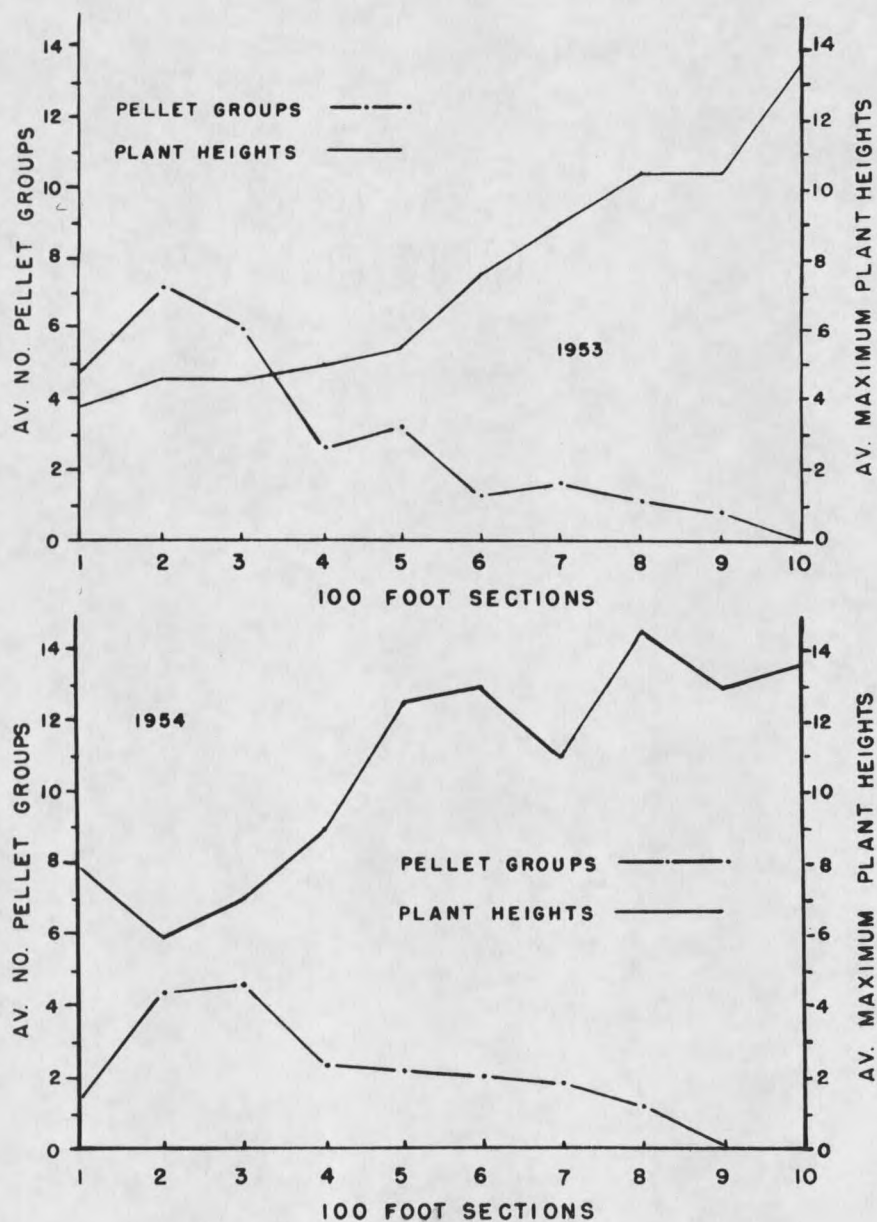 14
12
10
8
6
4
2
0
AV. NO. PELLET GROUPS
PELLET GROUPS
PLANT HEIGHTS
1953
14
12
10
8
6
4
2
0
AV. MAXIMUM PLANT HEIGHTS
1 2 3 4 5 6 7 8 9 10
100 FOOT SECTIONS
14
12
10
8
6
4
2
0
AV. NO. PELLET GROUPS
1954
PELLET GROUPS
PLANT HEIGHTS
14
12
10
8
6
4
2
0
AV. MAXIMUM PLANT HEIGHTS
1 2 3 4 5 6 7 8 9 10
100 FOOT SECTIONS